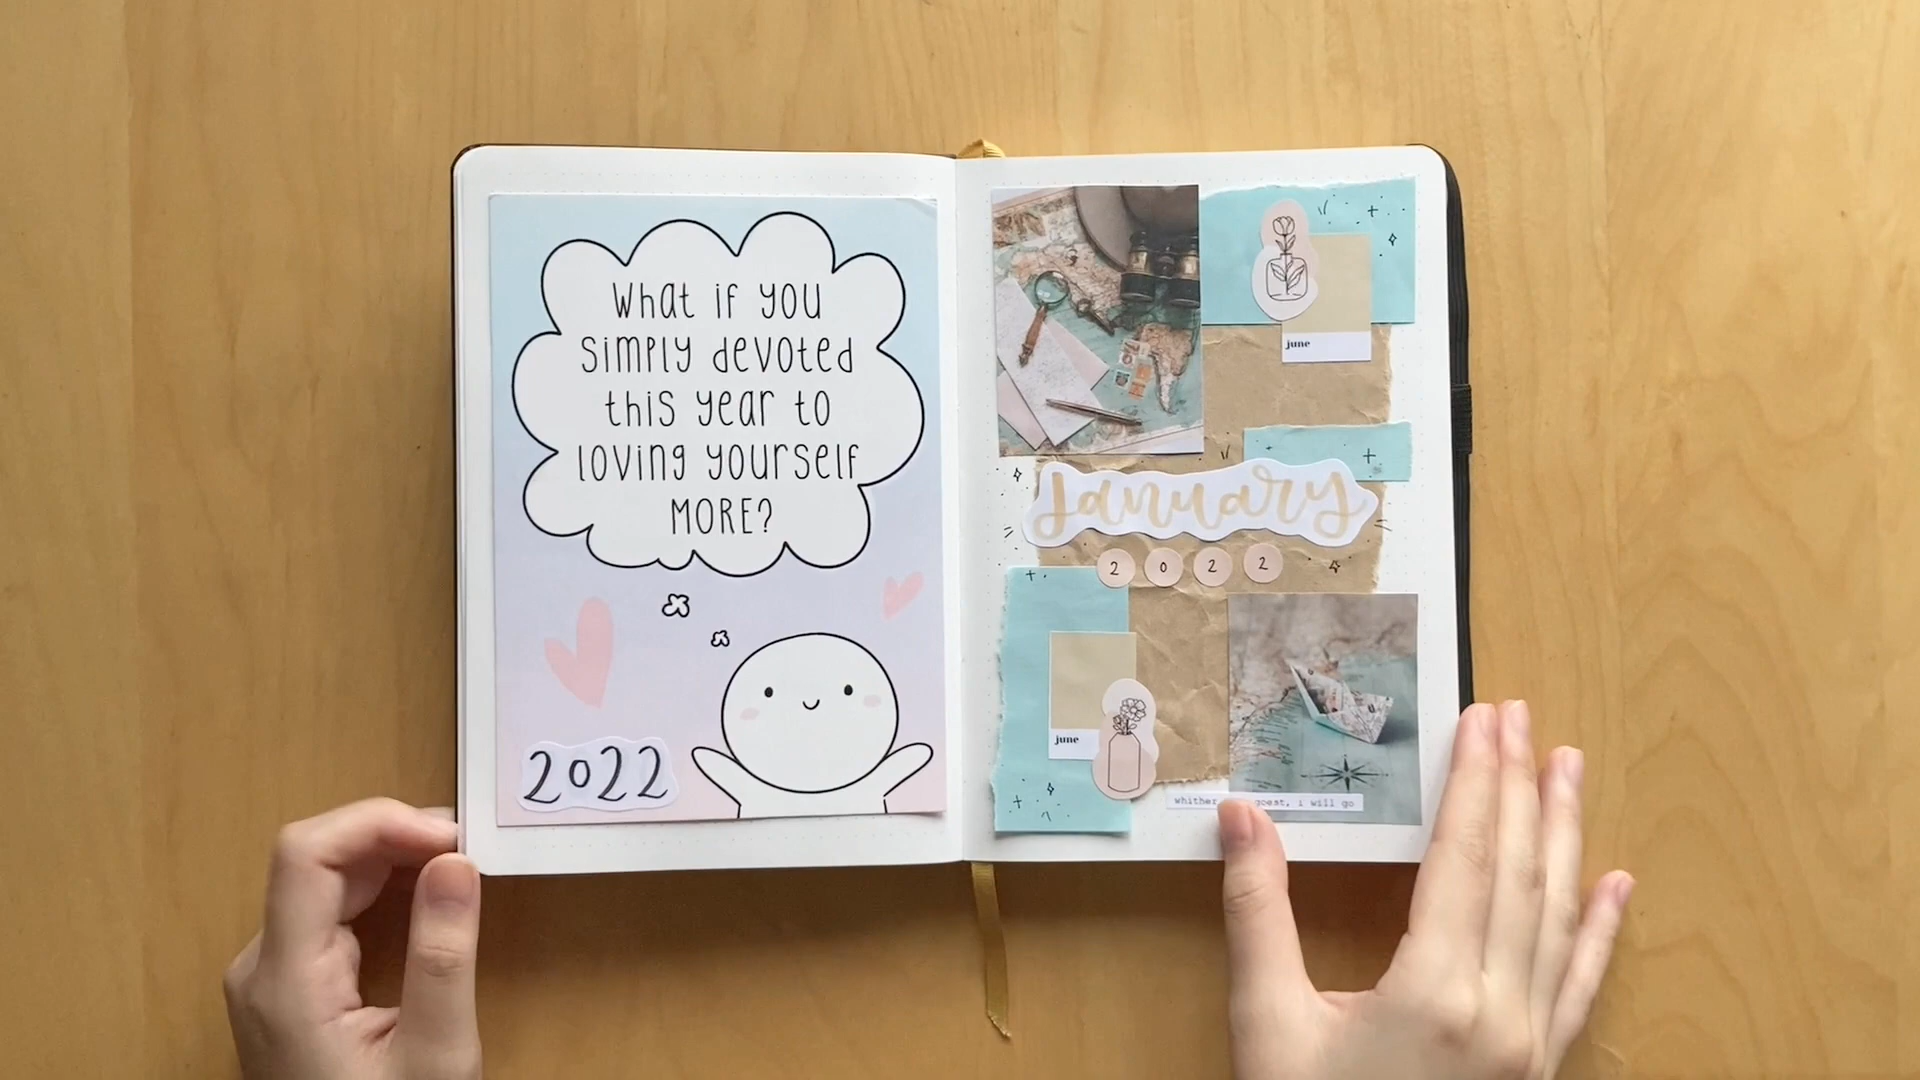 What if you
simply devoted
this year to
loving yourself
MORE?
2022
june
January
2 0 2 2
june
whither goest, i will go